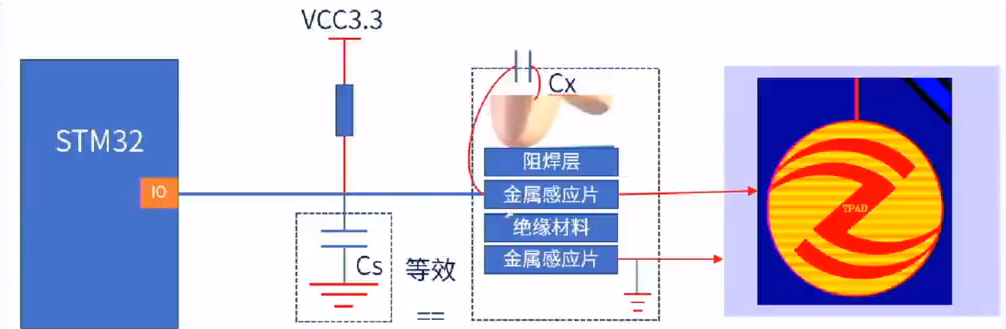 VCC3.3
STM32
IO
Cs
等效
==
Cx
阻焊层
金属感应片
绝缘材料
金属感应片
TPAD